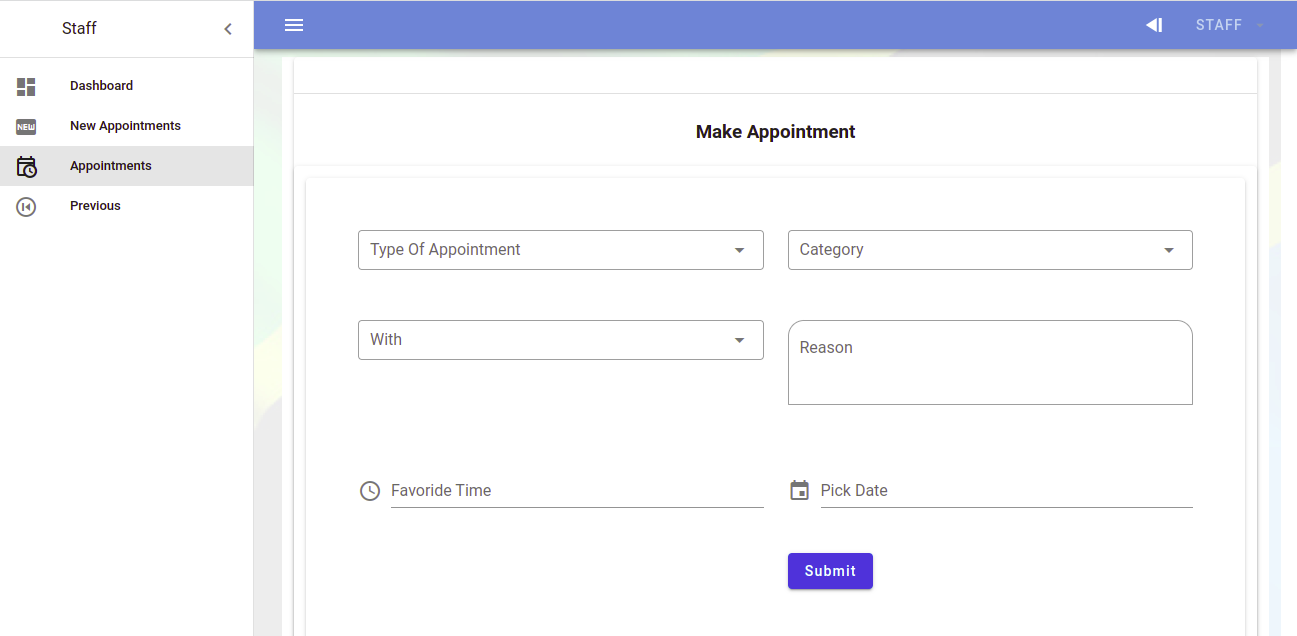 Staff
STAFF
Dashboard
NEW
New Appointments
Appointments
Previous
Make Appointment
Type Of Appointment
Category
With
Reason
Favoride Time
Pick Date
Submit